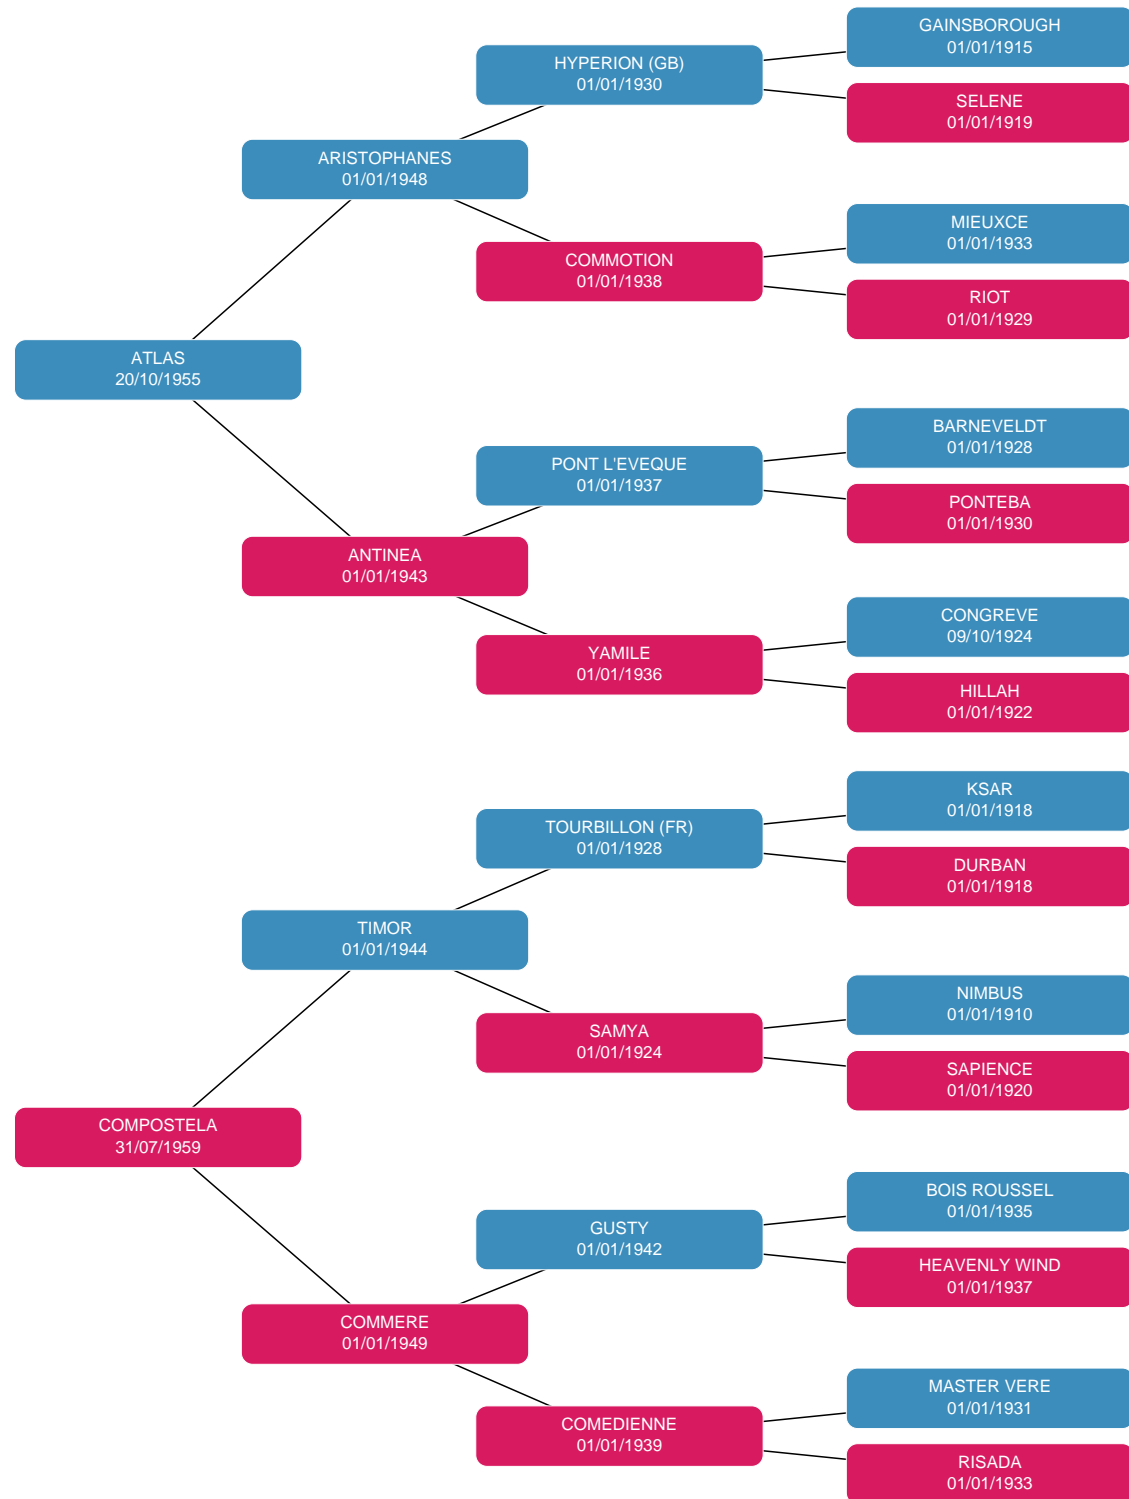 GAINSBOROUGH
01/01/1915
HYPERION (GB)
01/01/1930
SELENE
01/01/1919
ARISTOPHANES
01/01/1948
MIEUXCE
01/01/1933
COMMOTION
01/01/1938
RIOT
01/01/1929
ATLAS
20/10/1955
BARNEVELDT
01/01/1928
PONT L'EVEQUE
01/01/1937
PONTEBA
01/01/1930
ANTINEA
01/01/1943
CONGREVE
09/10/1924
YAMILE
01/01/1936
HILLAH
01/01/1922
KSAR
01/01/1918
TOURBILLON (FR)
01/01/1928
DURBAN
01/01/1918
TIMOR
01/01/1944
NIMBUS
01/01/1910
SAMYA
01/01/1924
SAPIENCE
01/01/1920
COMPOSTELA
31/07/1959
BOIS ROUSSEL
01/01/1935
GUSTY
01/01/1942
HEAVENLY WIND
01/01/1937
COMMERE
01/01/1949
MASTER VERE
01/01/1931
COMEDIENNE
01/01/1939
RISADA
01/01/1933